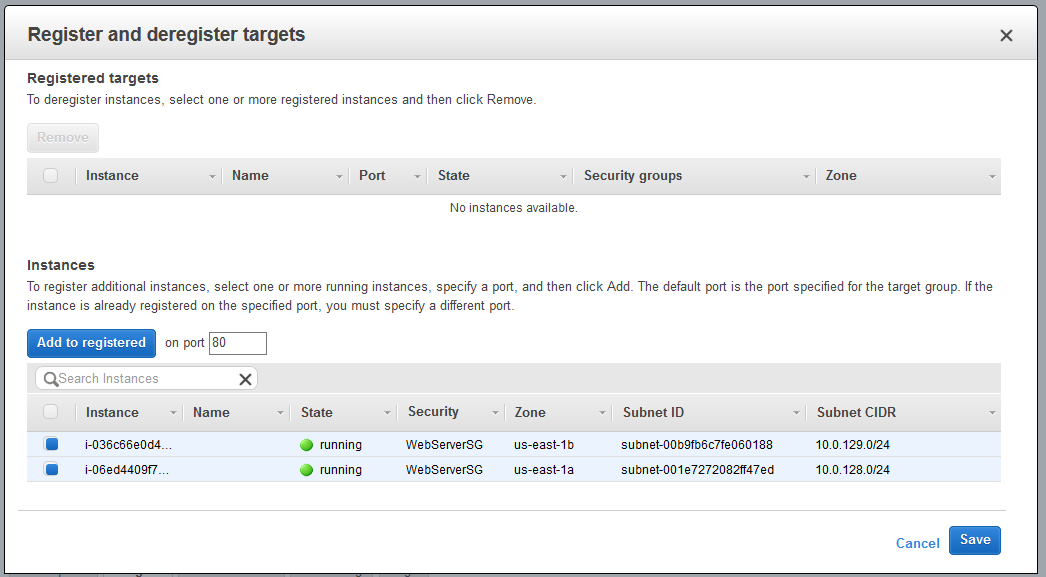 Register and deregister targets
Registered targets
To deregister instances, select one or more registered instances and then click Remove.
Remove
Instance Name Port State Security groups Zone
No instances available.
Instances
To register additional instances, select one or more running instances, specify a port, and then click Add. The default port is the port specified for the target group. If the
instance is already registered on the specified port, you must specify a different port.
Add to registered on port 80
Search Instances
Instance Name State Security Zone Subnet ID Subnet CIDR
i-036c66e0d4... running WebServerSG us-east-1b subnet-00b9fb6c7fe060188 10.0.129.0/24
i-06ed4409f7... running WebServerSG us-east-1a subnet-001e7272082ff47ed 10.0.128.0/24
Cancel Save